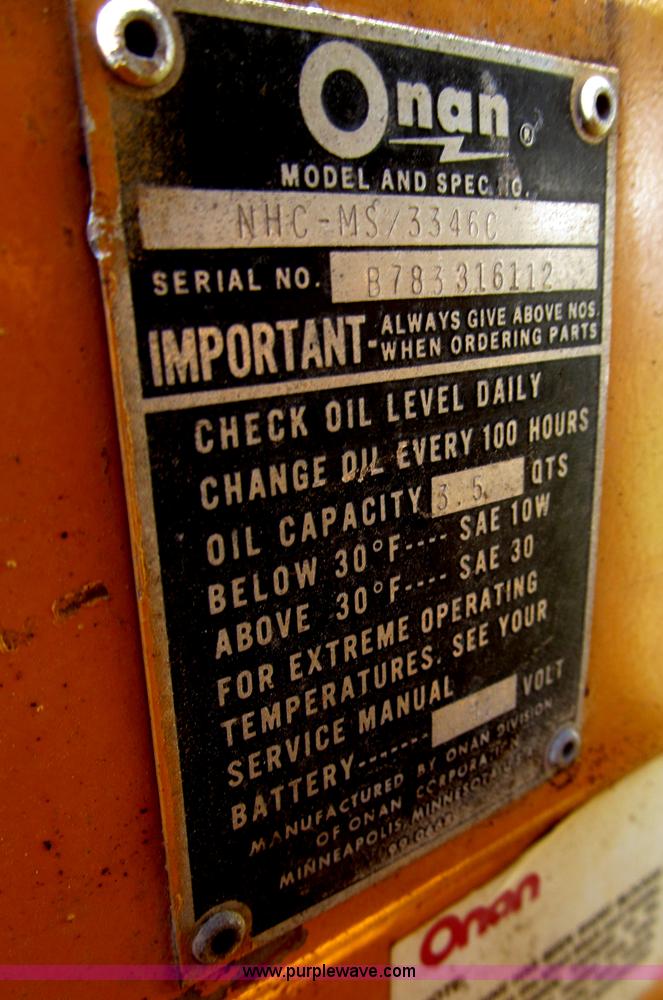 Onan ®
MODEL AND SPEC. NO.
NHC-MS/3346C
SERIAL NO. B783316112
IMPORTANT- ALWAYS GIVE ABOVE NOS.
WHEN ORDERING PARTS
CHECK OIL LEVEL DAILY
CHANGE OIL EVERY 100 HOURS
OIL CAPACITY 3.5 QTS
BELOW 30°F---- SAE 10W
ABOVE 30°F---- SAE 30
FOR EXTREME OPERATING
TEMPERATURES. SEE YOUR
SERVICE MANUAL
BATTERY------- VOLT
MANUFACTURED BY ONAN DIVISION
OF ONAN CORPORATION
MINNEAPOLIS, MINNESOTA
Onan
www.purplewave.com